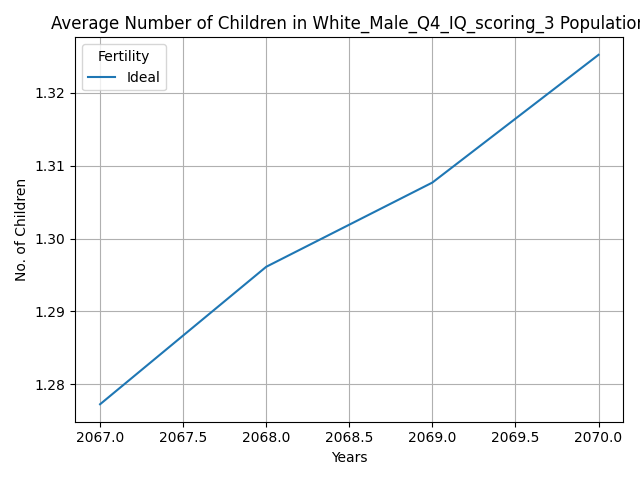 Average Number of Children in White_Male_Q4_IQ_scoring_3 Population
Fertility
Ideal
1.32
1.31
1.30
1.29
1.28
No. of Children
2067.0 2067.5 2068.0 2068.5 2069.0 2069.5 2070.0
Years